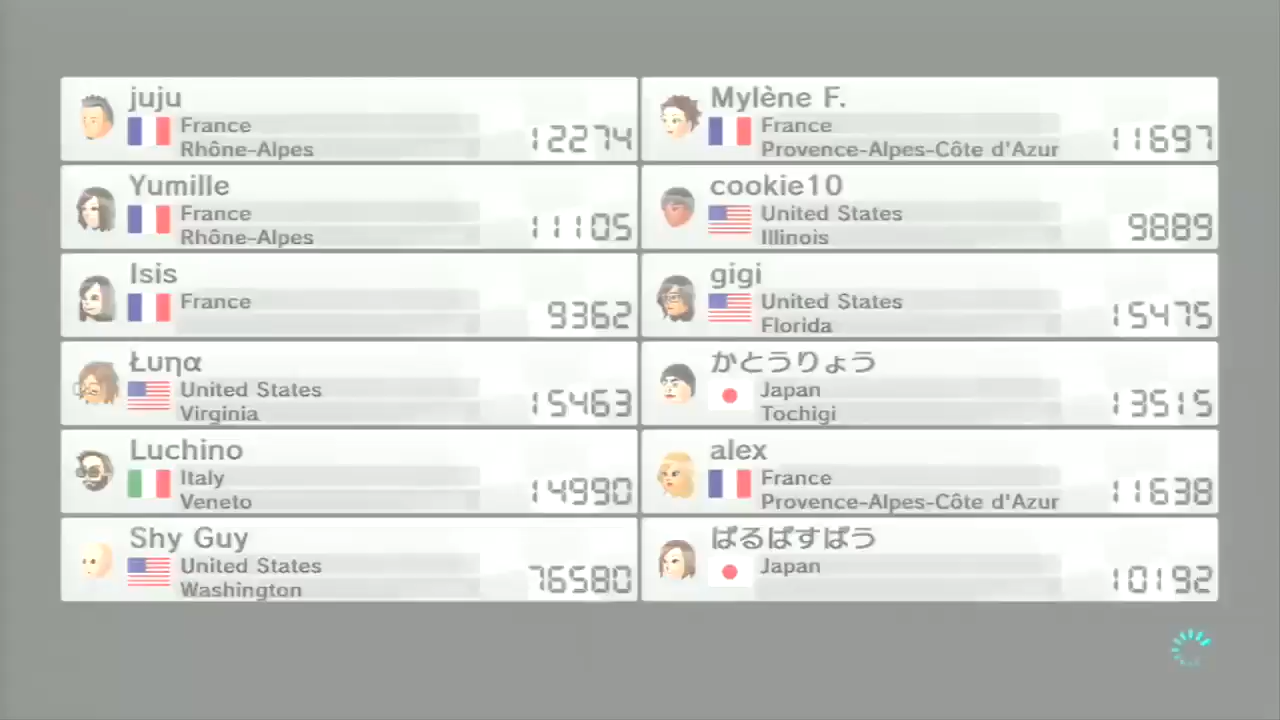 juju
France
Rhône-Alpes
12274
Mylène F.
France
Provence-Alpes-Côte d'Azur
11697
Yumille
France
Rhône-Alpes
11105
cookie10
United States
Illinois
9889
Isis
France
9362
gigi
United States
Florida
15475
Łuηα
United States
Virginia
15463
かとうりょう
Japan
Tochigi
13515
Luchino
Italy
Veneto
14990
alex
France
Provence-Alpes-Côte d'Azur
11638
Shy Guy
United States
Washington
76580
ぱるぱすぱう
Japan
10192